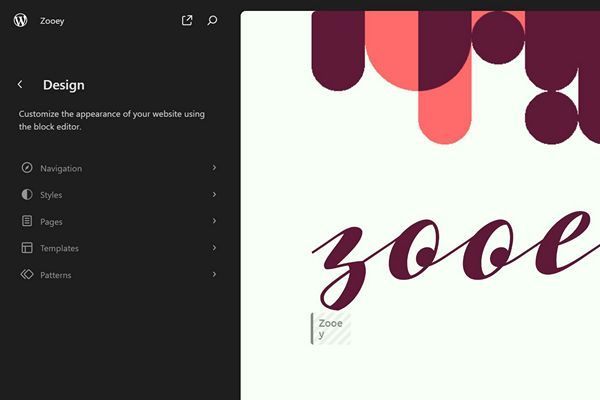 Zooey
Design
Customize the appearance of your website using
the block editor.
Navigation
Styles
Pages
Templates
Patterns
zooe
Zooe
y